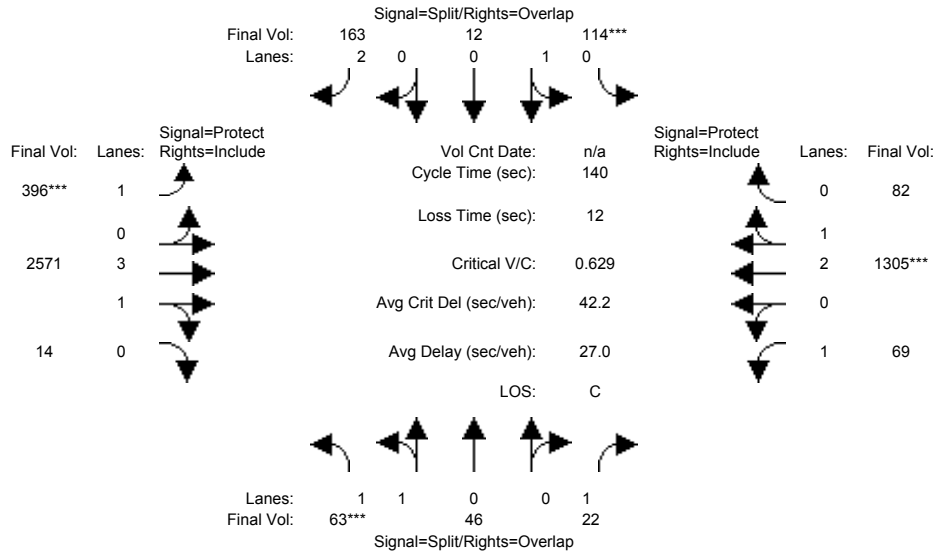 Signal=Split/Rights=Overlap
Final Vol: 163 12 114***
Lanes: 2 0 0 1 0
Signal=Protect
Final Vol: Lanes: Rights=Include
Vol Cnt Date: n/a
Signal=Protect
Rights=Include Lanes: Final Vol:
Cycle Time (sec): 140
396*** 1
0 82
Loss Time (sec): 12
0
1
2571 3
Critical V/C: 0.629
2 1305***
1
Avg Crit Del (sec/veh): 42.2
0
14 0
Avg Delay (sec/veh): 27.0
1 69
LOS: C
Lanes: 1 1 0 0 1
Final Vol: 63*** 46 22
Signal=Split/Rights=Overlap